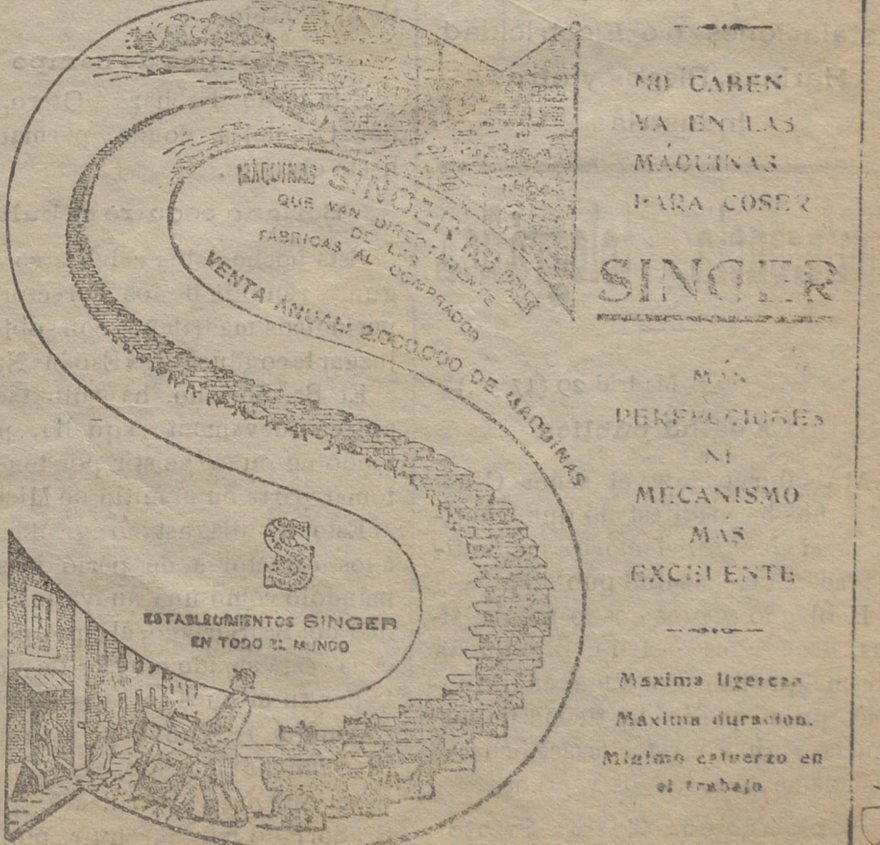 MÁQUINAS SINGER
QUE VAN DIRECTAMENTE
DE LAS
FÁBRICAS AL COMPRADOR
VENTA ANUAL: 2.000.000 DE MÁQUINAS
S
ESTABLECIMIENTOS SINGER
EN TODO EL MUNDO
NO CABEN
YA EN LAS
MÁQUINAS
PARA COSER
SINGER
MÁS
PERFECCIONES
NI
MECANISMO
MAS
EXCELENTE
Maxima ligereza
Maxima duracion.
Minimo esfuerzo en
el trabajo